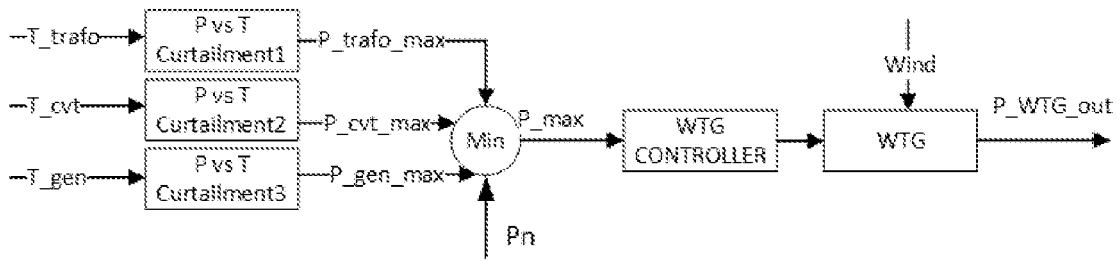 T_trafo
P vs T
Curtailment1
P_trafo_max
T_cvt
P vs T
Curtailment2
P_cvt_max
T_gen
P vs T
Curtailment3
P_gen_max
Min
Pn
P_max
WTG
CONTROLLER
Wind
WTG
P_WTG_out